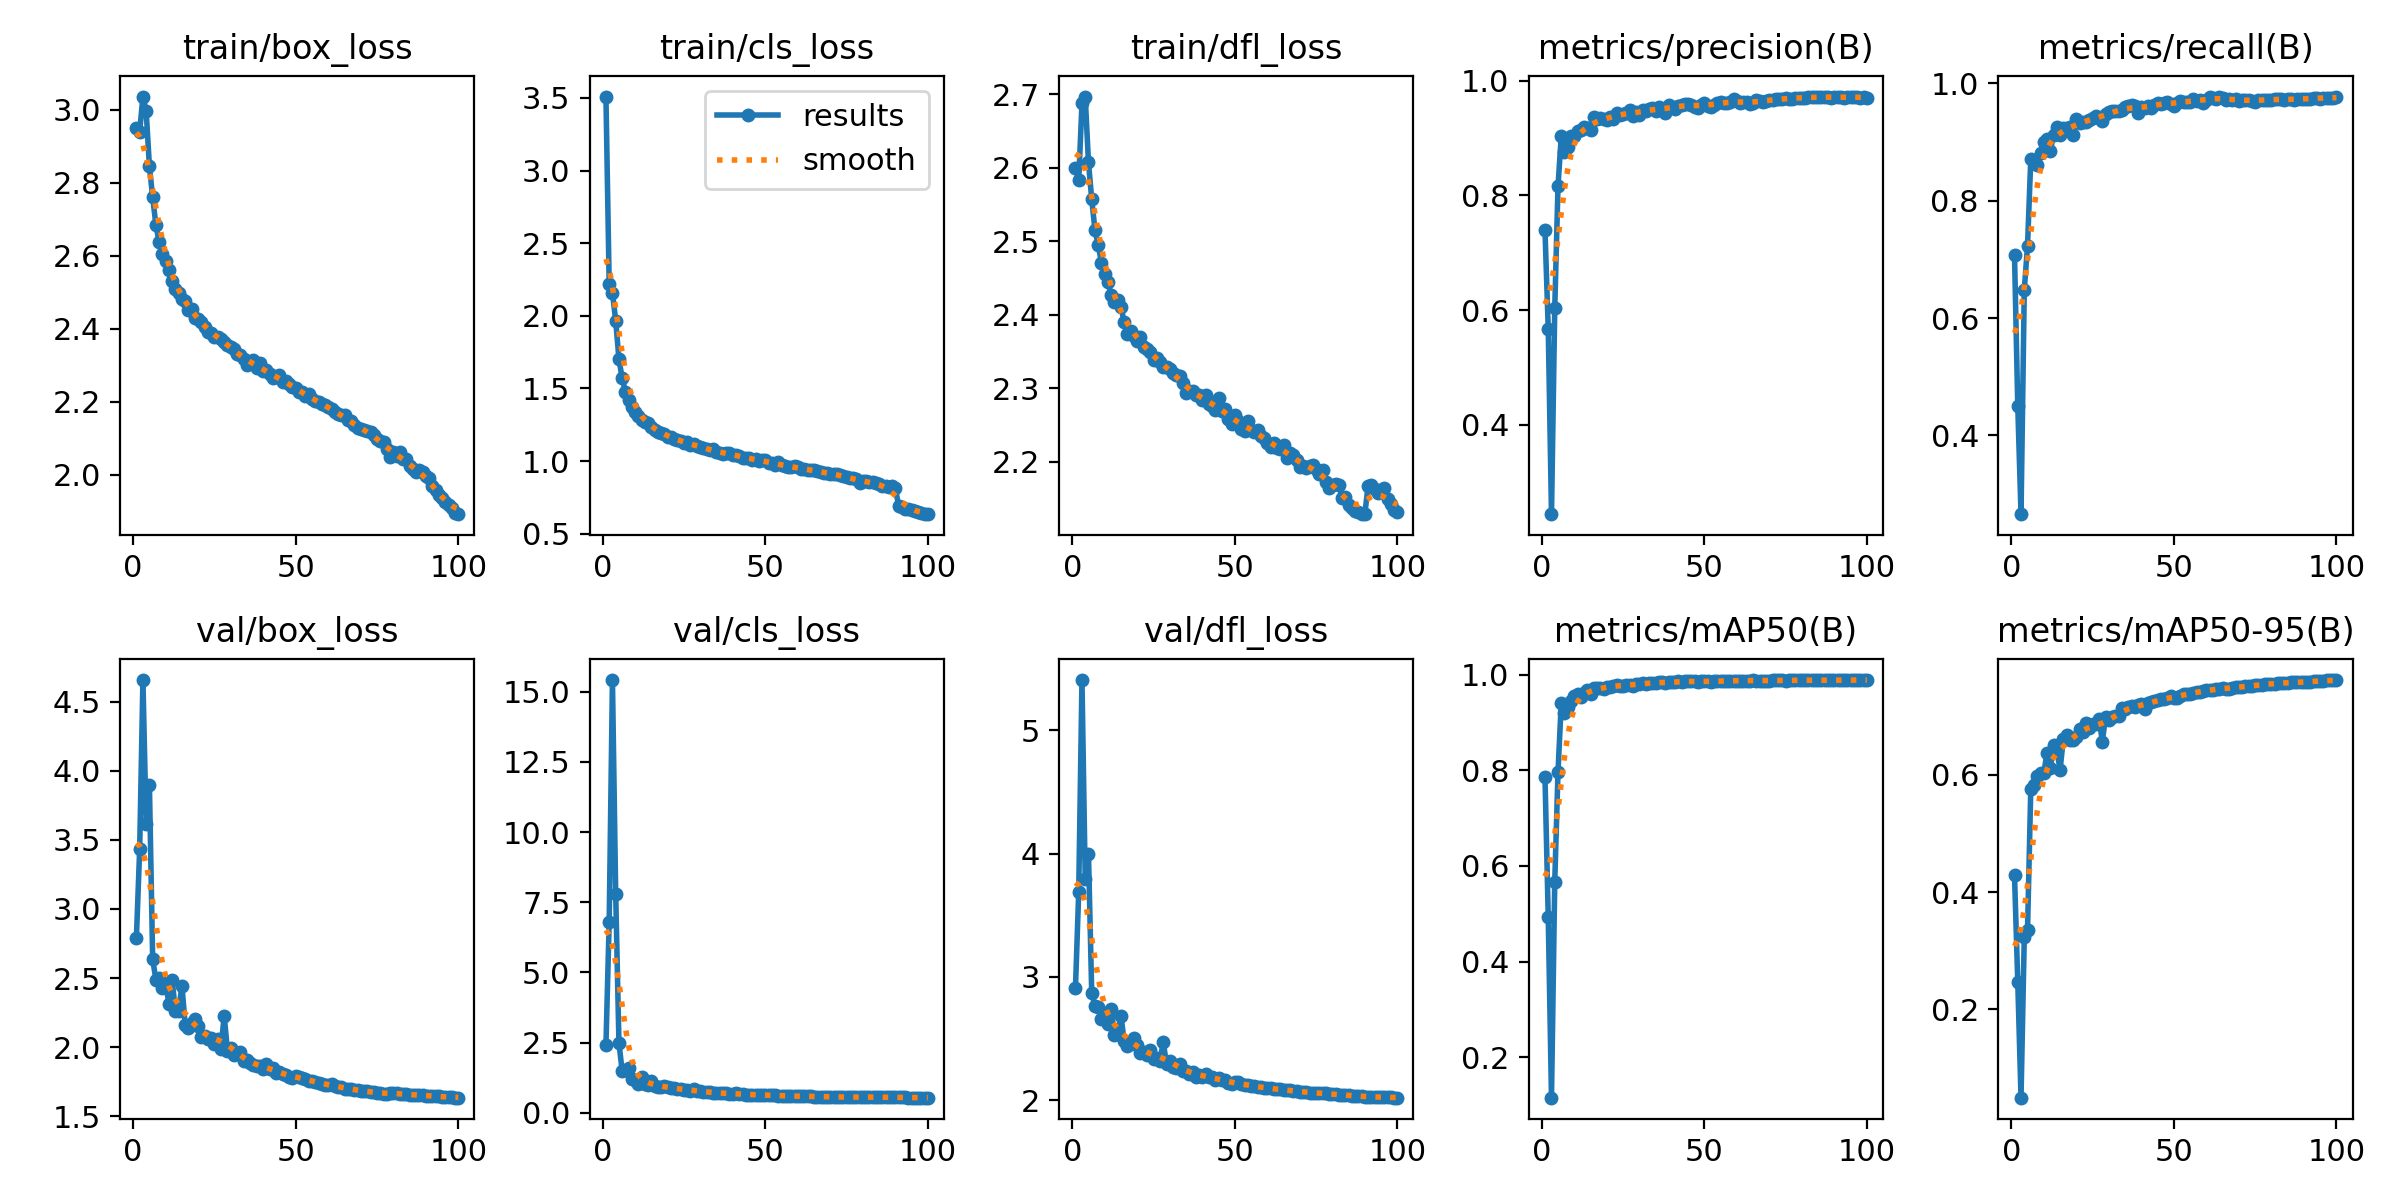 train/box_loss
3.0
2.8
2.6
2.4
2.2
2.0
0 50 100
train/cls_loss
3.5
3.0
2.5
2.0
1.5
1.0
0.5
0 50 100
results
smooth
train/dfl_loss
2.7
2.6
2.5
2.4
2.3
2.2
0 50 100
metrics/precision(B)
1.0
0.8
0.6
0.4
0 50 100
metrics/recall(B)
1.0
0.8
0.6
0.4
0 50 100
val/box_loss
4.5
4.0
3.5
3.0
2.5
2.0
1.5
0 50 100
val/cls_loss
15.0
12.5
10.0
7.5
5.0
2.5
0.0
0 50 100
val/dfl_loss
5
4
3
2
0 50 100
metrics/mAP50(B)
1.0
0.8
0.6
0.4
0.2
0 50 100
metrics/mAP50-95(B)
0.6
0.4
0.2
0 50 100